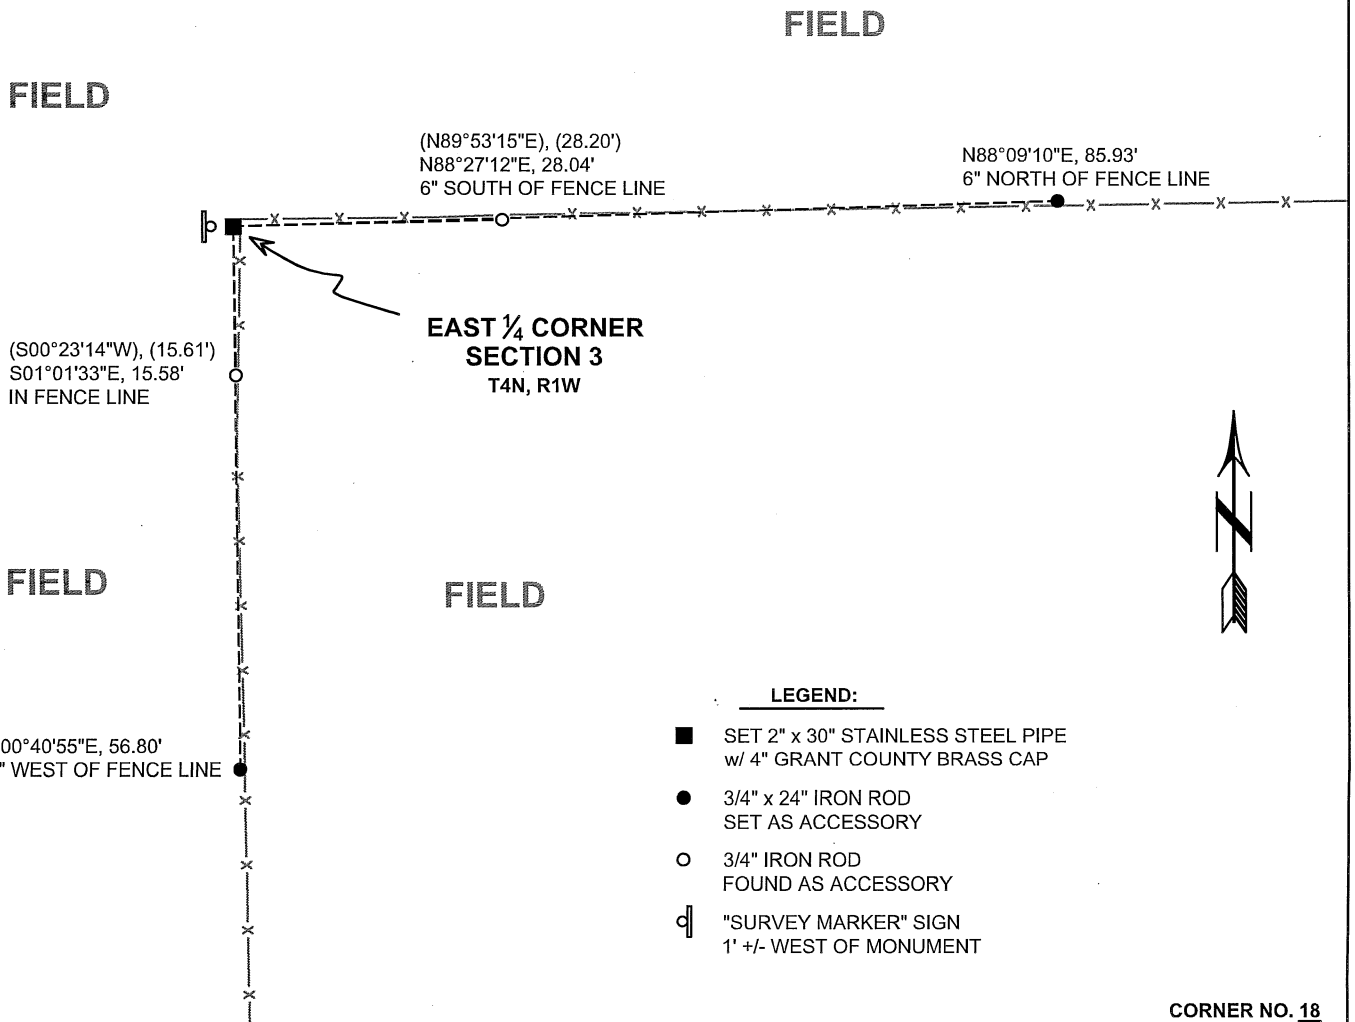 FIELD
FIELD
(N89°53'15"E), (28.20')
N88°27'12"E, 28.04'
6" SOUTH OF FENCE LINE
N88°09'10"E, 85.93'
6" NORTH OF FENCE LINE
EAST ¼ CORNER
SECTION 3
T4N, R1W
(S00°23'14"W), (15.61')
S01°01'33"E, 15.58'
IN FENCE LINE
N
FIELD
FIELD
00°40'55"E, 56.80'
" WEST OF FENCE LINE
LEGEND:
SET 2" x 30" STAINLESS STEEL PIPE
w/ 4" GRANT COUNTY BRASS CAP
3/4" x 24" IRON ROD
SET AS ACCESSORY
3/4" IRON ROD
FOUND AS ACCESSORY
"SURVEY MARKER" SIGN
1' +/- WEST OF MONUMENT
CORNER NO. 18